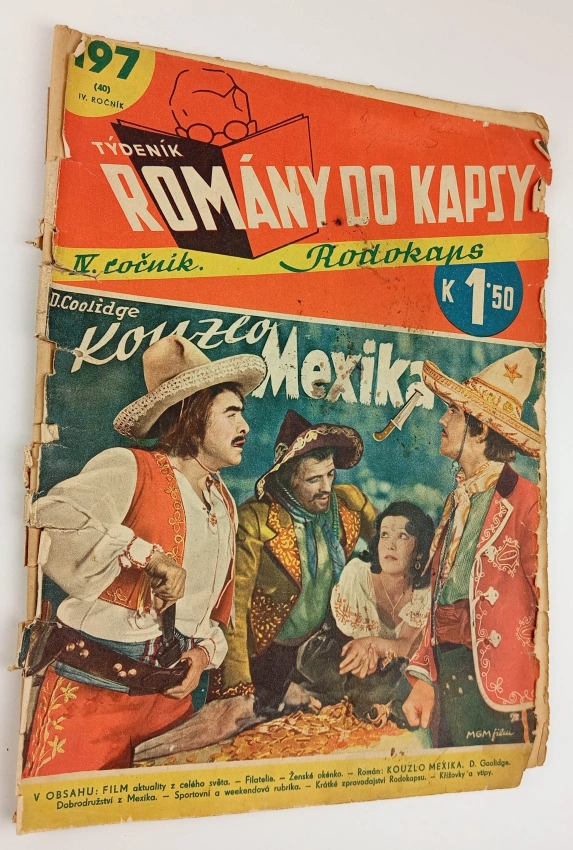 197
(40)
IV. ROČNÍK
TÝDENÍK
ROMÁNY DO KAPSY
IV. ročník. Rodokaps
K 1·50
D. Coolidge
Kouzlo
Mexika
MGM film
V OBSAHU: FILM aktuality z celého světa. – Filatelie. – Ženské okénko. – Román: KOUZLO MEXIKA. D. Goolidge.
Dobrodružství z Mexika. – Sportovní a weekendová rubrika. – Krátké zpravodajství Rodokapsu. – Křížovky a vtipy.